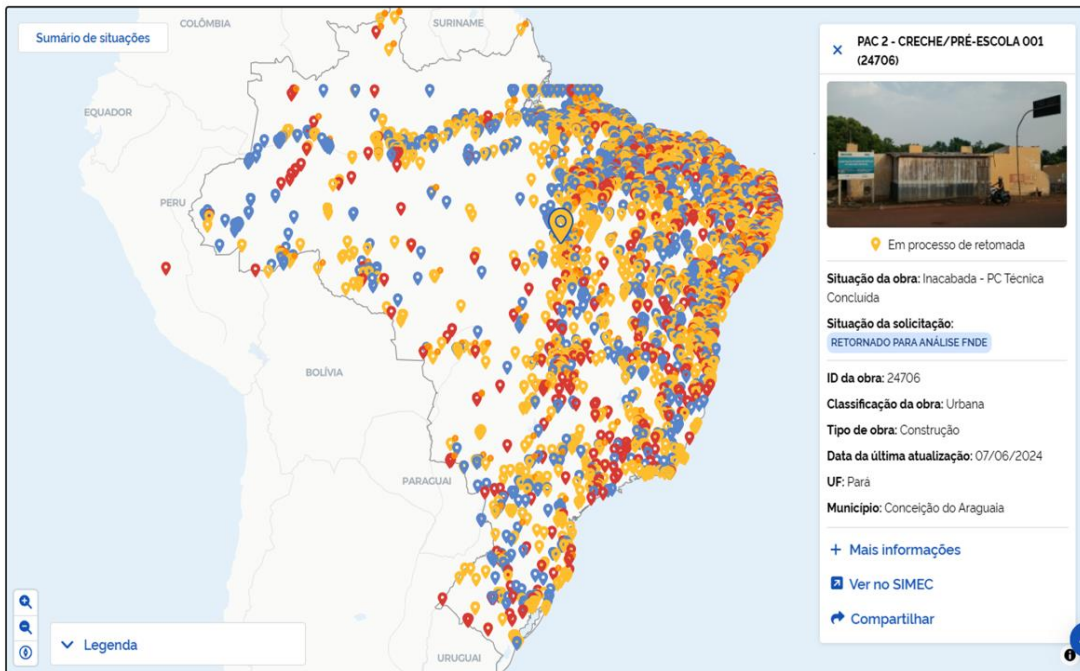 Sumário de situações
COLÔMBIA
SURINAME
EQUADOR
PERU
BOLÍVIA
PARAGUAI
URUGUAI
Legenda
PAC 2 - CRECHE/PRÉ-ESCOLA 001
(24706)
Em processo de retomada
Situação da obra: Inacabada - PC Técnica
Concluída
Situação da solicitação:
RETORNADO PARA ANÁLISE FNDE
ID da obra: 24706
Classificação da obra: Urbana
Tipo de obra: Construção
Data da última atualização: 07/06/2024
UF: Pará
Município: Conceição do Araguaia
+ Mais informações
Ver no SIMEC
Compartilhar